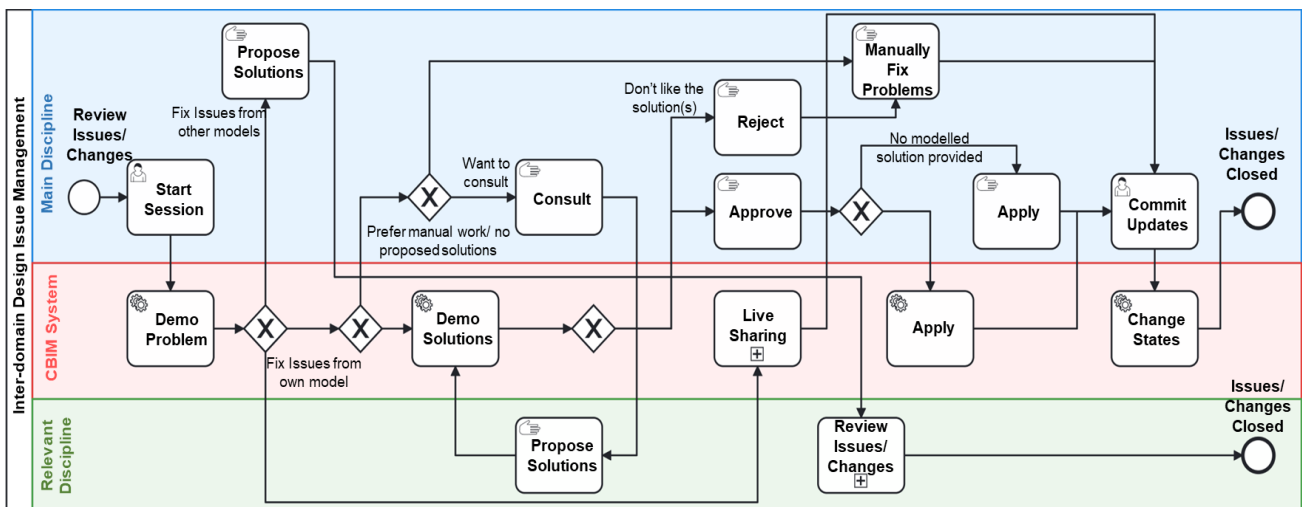 Inter-domain Design Issue Management
Main Discipline
Review
Issues/
Changes
Start
Session
Propose
Solutions
Fix Issues from
other models
Want to
consult
Prefer manual work/ no
proposed solutions
X
Consult
Don't like the
solution(s)
Reject
Approve
Manually
Fix
Problems
No modelled
solution provided
X
Apply
Commit
Updates
Issues/
Changes
Closed
CBIM System
Demo
Problem
X
Fix Issues from
own model
X
Demo
Solutions
X
Live
Sharing
Apply
Change
States
Relevant
Discipline
Propose
Solutions
Review
Issues/
Changes
Issues/
Changes
Closed